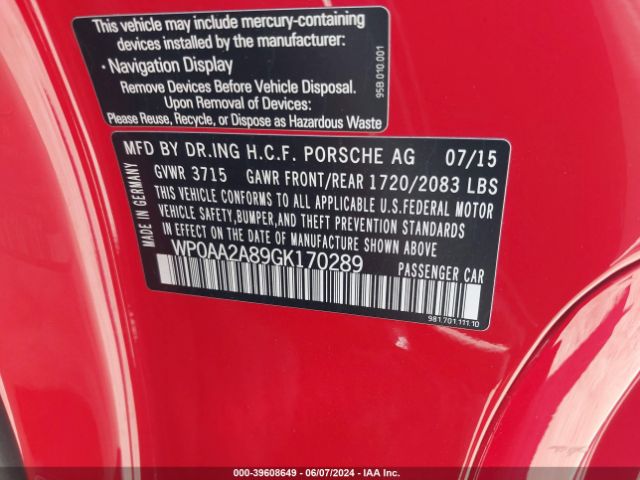 This vehicle may include mercury-containing
devices installed by the manufacturer:
· Navigation Display
Remove Devices Before Vehicle Disposal.
Upon Removal of Devices:
Please Reuse, Recycle, or Dispose as Hazardous Waste
95B.010.001
MFD BY DR.ING H.C.F. PORSCHE AG 07/15
GVWR 3715 GAWR FRONT/REAR 1720/2083 LBS
THIS VEHICLE CONFORMS TO ALL APPLICABLE U.S.FEDERAL MOTOR
VEHICLE SAFETY,BUMPER,AND THEFT PREVENTION STANDARDS
IN EFFECT ON THE DATE OF MANUFACTURE SHOWN ABOVE.
WP0AA2A89GK170289 PASSENGER CAR
MADE IN GERMANY
981.701.111.10
000-39608649 - 06/07/2024 - IAA Inc.